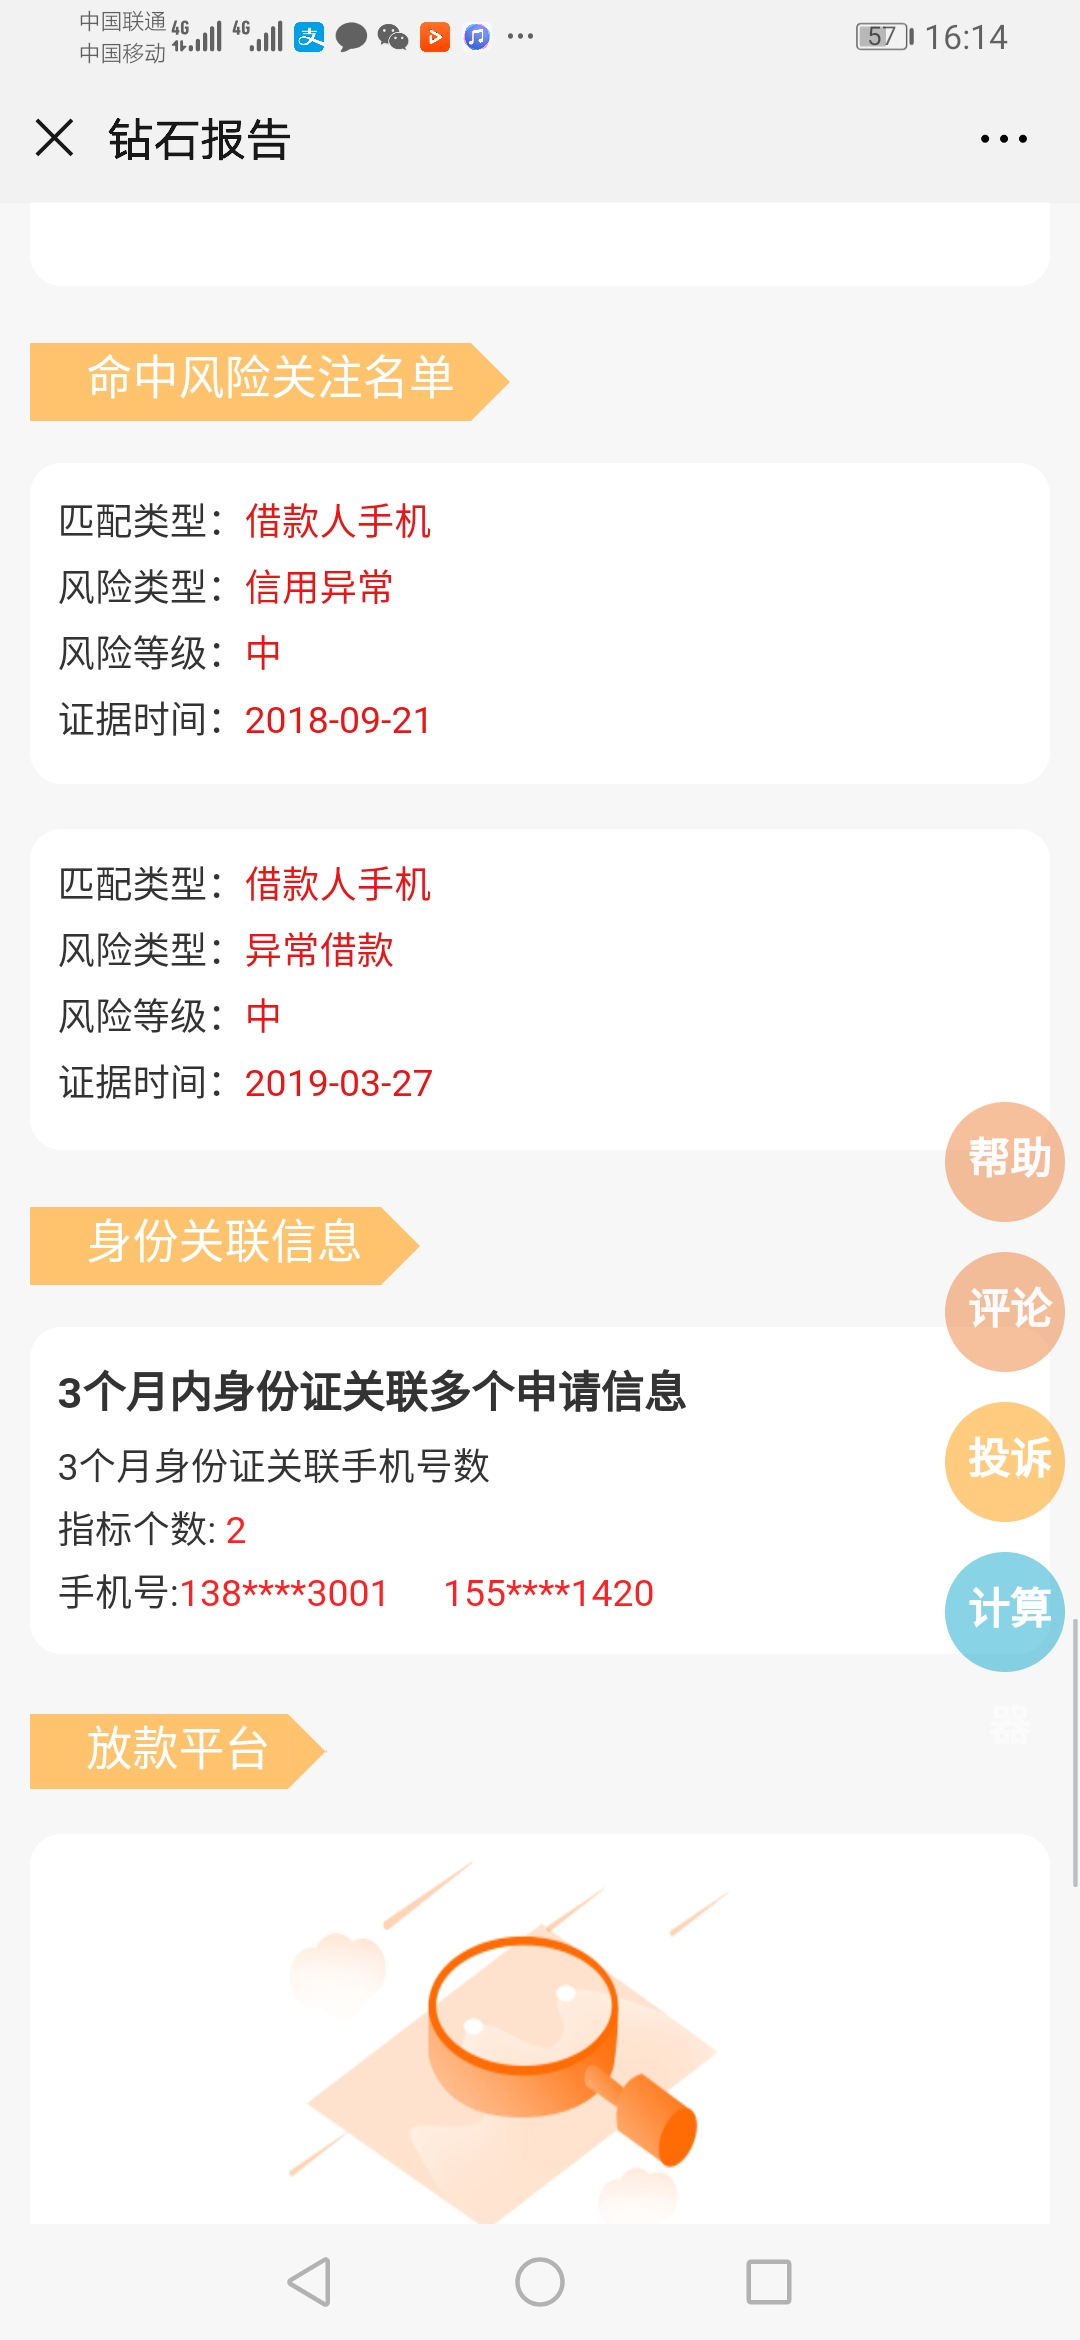 中国联通
中国移动
4G
4G
57
16:14
钻石报告
命中风险关注名单
匹配类型：借款人手机
风险类型：信用异常
风险等级：中
证据时间：2018-09-21
匹配类型：借款人手机
风险类型：异常借款
风险等级：中
证据时间：2019-03-27
帮助
身份关联信息
评论
3个月内身份证关联多个申请信息
3个月身份证关联手机号数
投诉
指标个数: 2
手机号:138****3001 155****1420
计算
器
放款平台